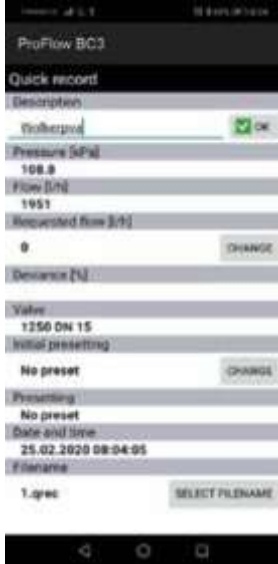 ProFlow BC3
Quick record
Description
OK
Pressure [kPa]
108.8
Flow [l/h]
1951
Requested flow [l/h]
0
CHANGE
Deviance [%]
Valve
1250 DN 15
Initial presetting
No preset
CHANGE
Presetting
No preset
Date and time
25.02.2020 08:04:05
Filename
1.qrec
SELECT FILENAME